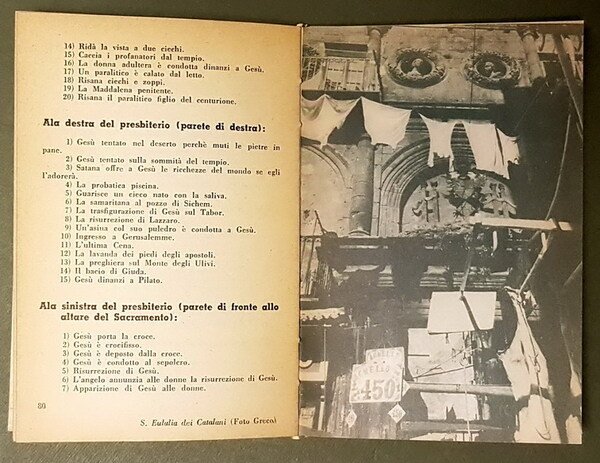 14) Ridà la vista a due ciechi.
15) Caccia i profanatori dal tempio.
16) La donna adultera è condotta dinanzi a Gesù.
17) Un paralitico è calato dal letto.
18) Risana ciechi e zoppi.
19) La Maddalena penitente.
20) Risana il paralitico figlio del centurione.
Ala destra del presbiterio (parete di destra):
1) Gesù tentato nel deserto perchè muti le pietre in
pane.
2) Gesù tentato sulla sommità del tempio.
3) Satana offre a Gesù le ricchezze del mondo se egli
l'adorerà.
4) La probatica piscina.
5) Guarisce un cieco nato con la saliva.
6) La samaritana al pozzo di Sichem.
7) La trasfigurazione di Gesù sul Tabor.
8) La risurrezione di Lazzaro.
9) Un'asina col suo puledro è condotta a Gesù.
10) Ingresso a Gerusalemme.
11) L'ultima Cena.
12) La lavanda dei piedi degli apostoli.
13) La preghiera sul Monte degli Ulivi.
14) Il bacio di Giuda.
15) Gesù dinanzi a Pilato.
Ala sinistra del presbiterio (parete di fronte allo
altare del Sacramento):
1) Gesù porta la croce.
2) Gesù è crocifisso.
3) Gesù è deposto dalla croce.
4) Gesù è condotto al sepolcro.
5) Risurrezione di Gesù.
6) L'angelo annunzia alle donne la risurrezione di Gesù.
7) Apparizione di Gesù alle donne.
80
S. Eulalia dei Catalani (Foto Greco)
450